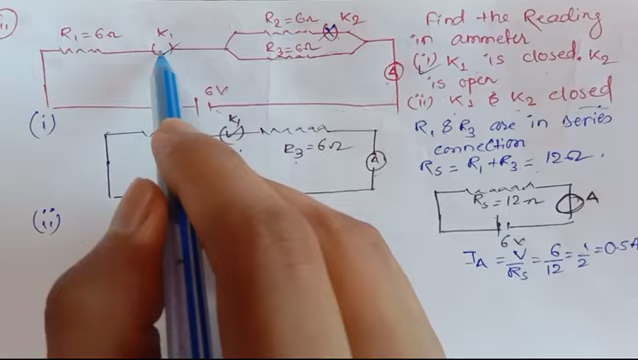 R₁=6Ω K₁ R₂=6Ω K₂
R₃=6Ω
A
6V
Find the Reading
in ammeter
(i) K₁ is closed. K₂
is open
(ii) K₁ & K₂ closed
(i)
K₁
R₃=6Ω
A
R₁ & R₃ are in series
connection
Rs = R₁+R₃ = 12Ω.
Rs=12Ω
A
6V
(ii)
I_A = V/Rs = 6/12 = 1/2 = 0.5A